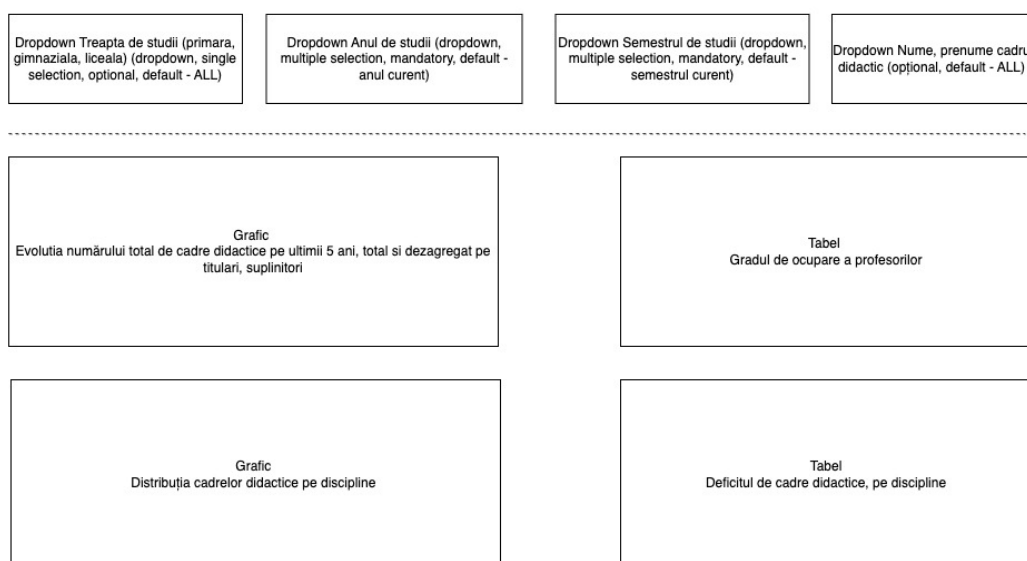 Dropdown Treapta de studii (primara,
gimnaziala, liceala) (dropdown, single
selection, optional, default - ALL)
Dropdown Anul de studii (dropdown,
multiple selection, mandatory, default -
anul curent)
Dropdown Semestrul de studii (dropdown,
multiple selection, mandatory, default -
semestrul curent)
Dropdown Nume, prenume cadru
didactic (opțional, default - ALL)
Grafic
Evolutia numărului total de cadre didactice pe ultimii 5 ani, total si dezagregat pe
titulari, suplinitori
Tabel
Gradul de ocupare a profesorilor
Grafic
Distribuția cadrelor didactice pe discipline
Tabel
Deficitul de cadre didactice, pe discipline